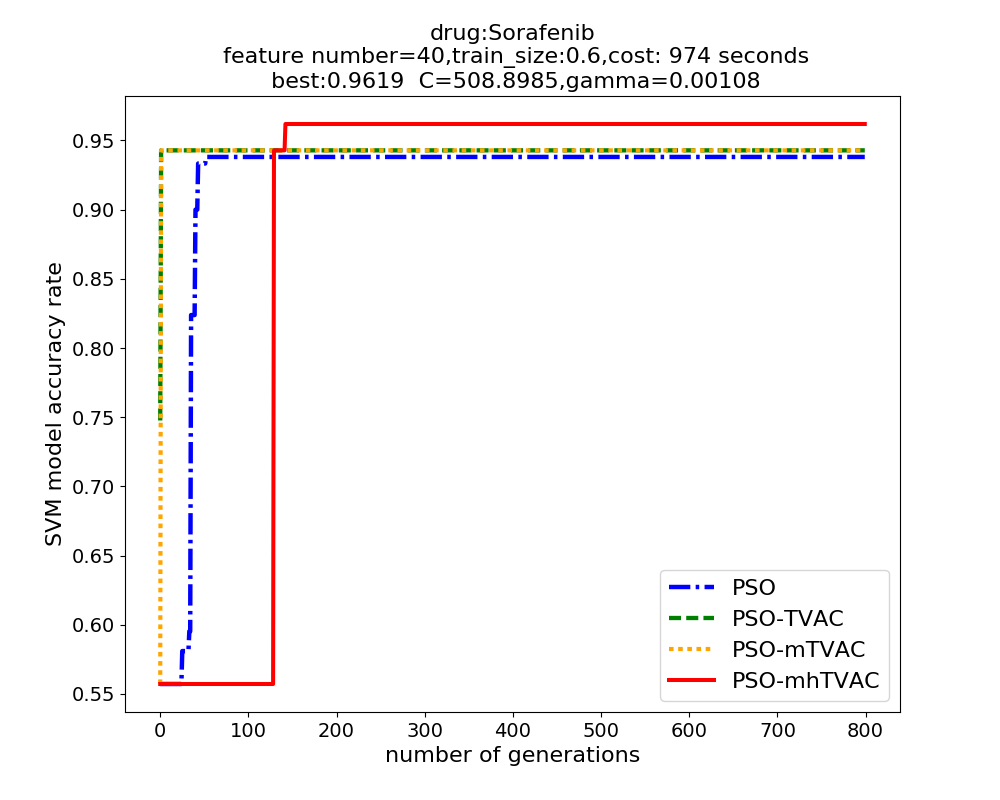 drug:Sorafenib
feature number=40,train_size:0.6,cost: 974 seconds
best:0.9619  C=508.8985,gamma=0.00108
SVM model accuracy rate
0.95
0.90
0.85
0.80
0.75
0.70
0.65
0.60
0.55
PSO
PSO-TVAC
PSO-mTVAC
PSO-mhTVAC
0 100 200 300 400 500 600 700 800
number of generations